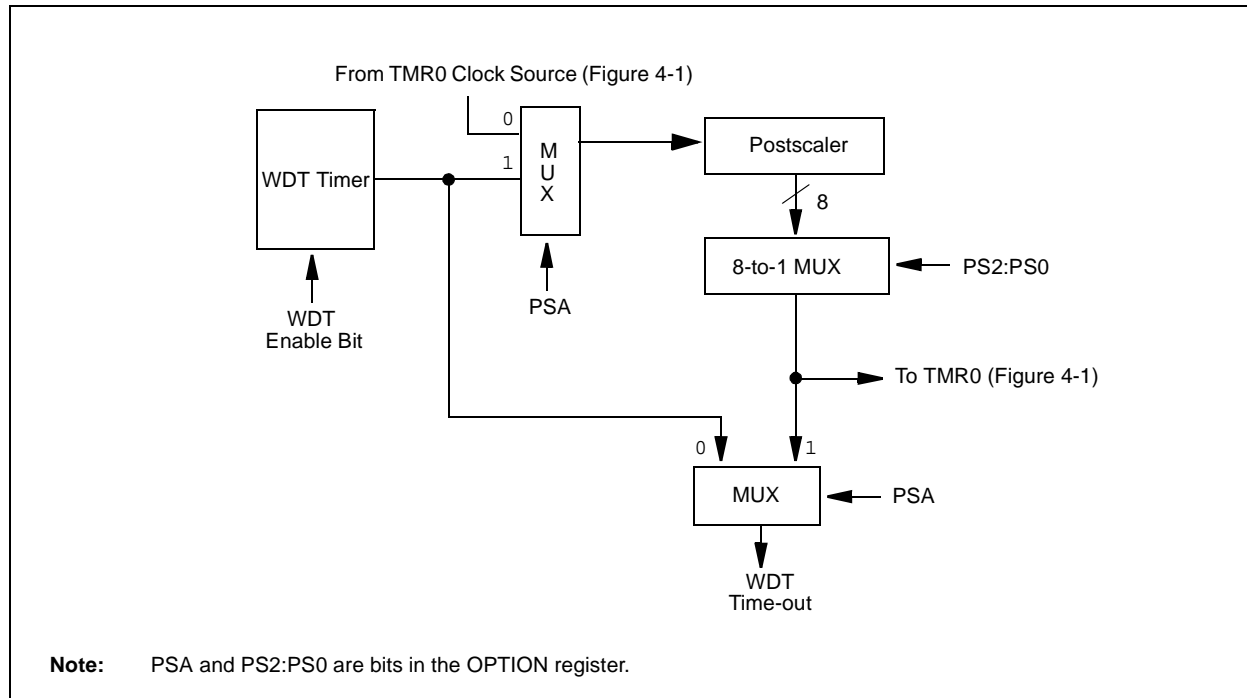 From TMR0 Clock Source (Figure 4-1)
0
M
U
X
1
WDT Timer
Postscaler
8
8-to-1 MUX
PS2:PS0
PSA
WDT
Enable Bit
To TMR0 (Figure 4-1)
0
1
MUX
PSA
WDT
Time-out
Note: PSA and PS2:PS0 are bits in the OPTION register.